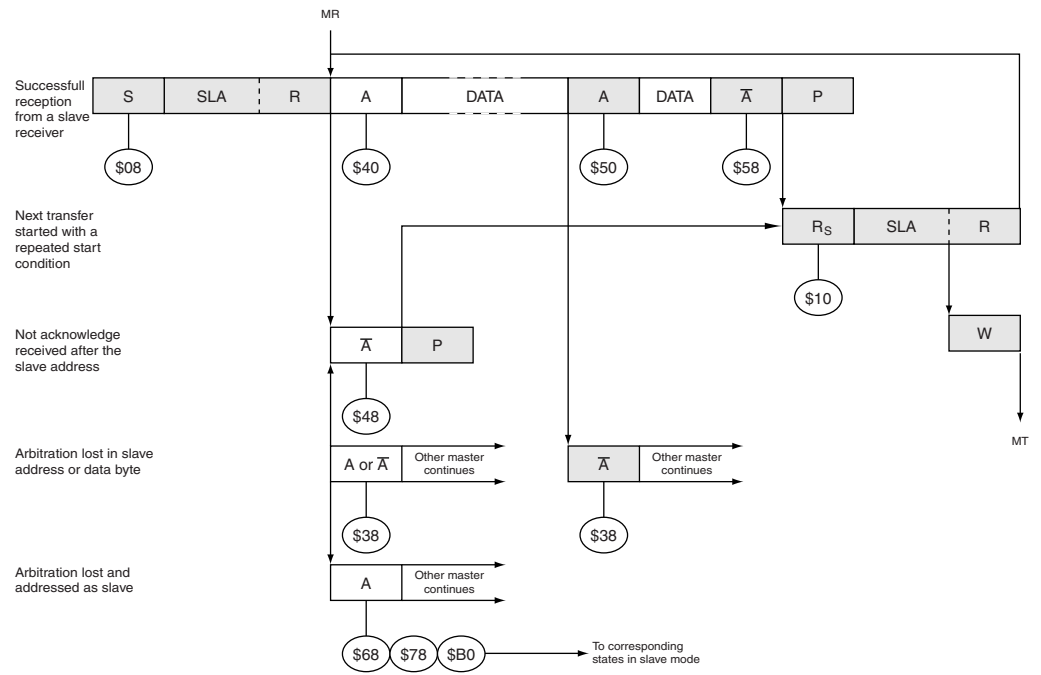 MR
Successfull
reception
from a slave
receiver
S SLA R A DATA A DATA A̅ P
$08 $40 $50 $58
Next transfer
started with a
repeated start
condition
RS SLA R
$10
Not acknowledge
received after the
slave address
A̅ P
W
$48
MT
Arbitration lost in slave
address or data byte
A or A̅
Other master
continues
A̅
Other master
continues
$38 $38
Arbitration lost and
addressed as slave
A
Other master
continues
$68 $78 $B0
To corresponding
states in slave mode